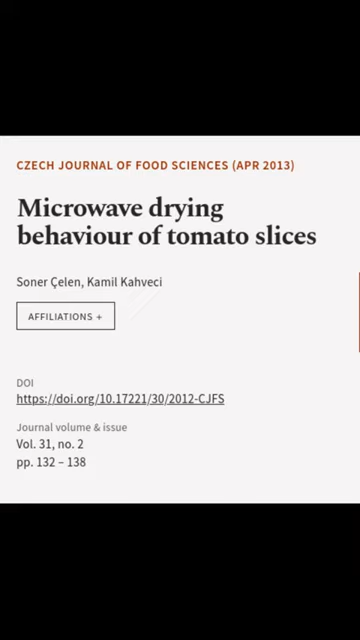 CZECH JOURNAL OF FOOD SCIENCES (APR 2013)
Microwave drying
behaviour of tomato slices
Soner Çelen, Kamil Kahveci
AFFILIATIONS +
DOI
https://doi.org/10.17221/30/2012-CJFS
Journal volume & issue
Vol. 31, no. 2
pp. 132 – 138